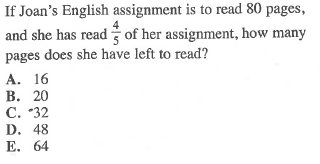 If Joan's English assignment is to read 80 pages,
and she has read 4/5 of her assignment, how many
pages does she have left to read?
A. 16
B. 20
C. 32
D. 48
E. 64